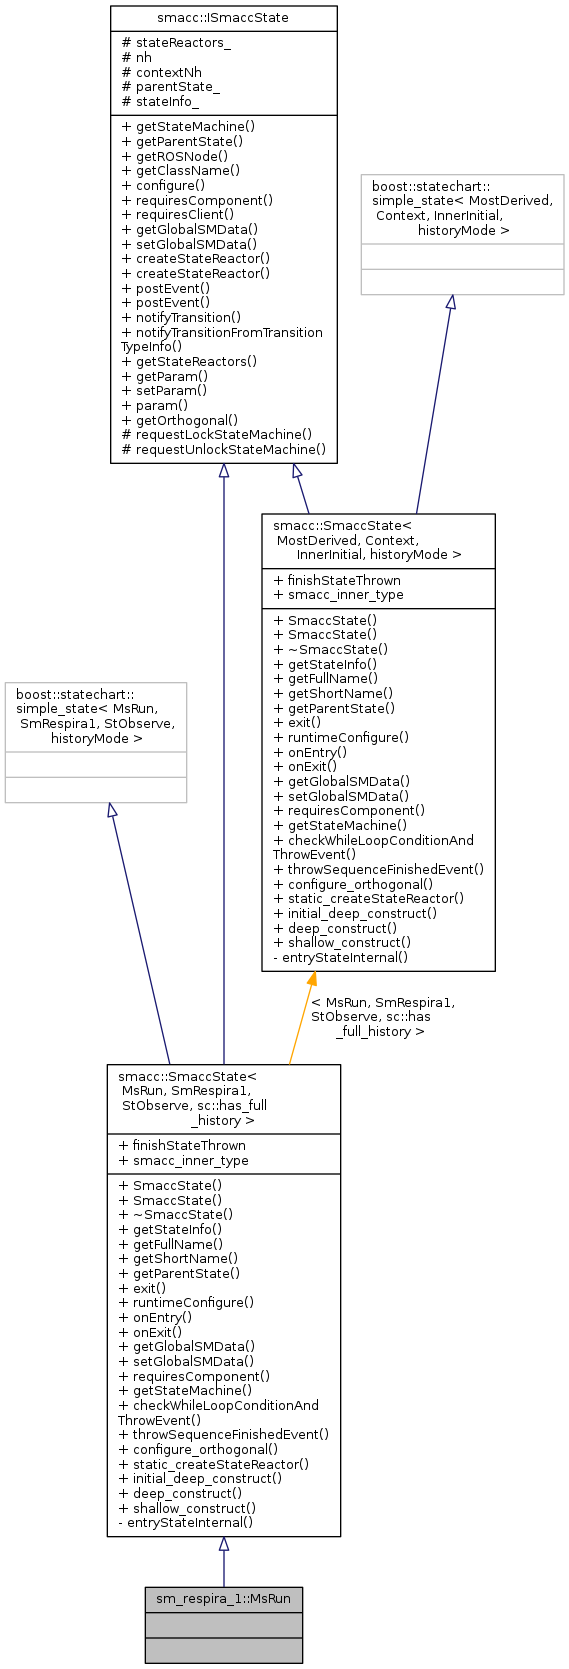 smacc::ISmaccState
# stateReactors_
# nh
# contextNh
# parentState_
# stateInfo_
+ getStateMachine()
+ getParentState()
+ getROSNode()
+ getClassName()
+ configure()
+ requiresComponent()
+ requiresClient()
+ getGlobalSMData()
+ setGlobalSMData()
+ createStateReactor()
+ createStateReactor()
+ postEvent()
+ postEvent()
+ notifyTransition()
+ notifyTransitionFromTransition
TypeInfo()
+ getStateReactors()
+ getParam()
+ setParam()
+ param()
+ getOrthogonal()
# requestLockStateMachine()
# requestUnlockStateMachine()
boost::statechart::
simple_state< MostDerived,
Context, InnerInitial,
historyMode >
smacc::SmaccState<
MostDerived, Context,
InnerInitial, historyMode >
+ finishStateThrown
+ smacc_inner_type
+ SmaccState()
+ SmaccState()
+ ~SmaccState()
+ getStateInfo()
+ getFullName()
+ getShortName()
+ getParentState()
+ exit()
+ runtimeConfigure()
+ onEntry()
+ onExit()
+ getGlobalSMData()
+ setGlobalSMData()
+ requiresComponent()
+ getStateMachine()
+ checkWhileLoopConditionAnd
ThrowEvent()
+ throwSequenceFinishedEvent()
+ configure_orthogonal()
+ static_createStateReactor()
+ initial_deep_construct()
+ deep_construct()
+ shallow_construct()
- entryStateInternal()
boost::statechart::
simple_state< MsRun,
SmRespira1, StObserve,
historyMode >
< MsRun, SmRespira1,
StObserve, sc::has
_full_history >
smacc::SmaccState<
MsRun, SmRespira1,
StObserve, sc::has_full
_history >
+ finishStateThrown
+ smacc_inner_type
+ SmaccState()
+ SmaccState()
+ ~SmaccState()
+ getStateInfo()
+ getFullName()
+ getShortName()
+ getParentState()
+ exit()
+ runtimeConfigure()
+ onEntry()
+ onExit()
+ getGlobalSMData()
+ setGlobalSMData()
+ requiresComponent()
+ getStateMachine()
+ checkWhileLoopConditionAnd
ThrowEvent()
+ throwSequenceFinishedEvent()
+ configure_orthogonal()
+ static_createStateReactor()
+ initial_deep_construct()
+ deep_construct()
+ shallow_construct()
- entryStateInternal()
sm_respira_1::MsRun